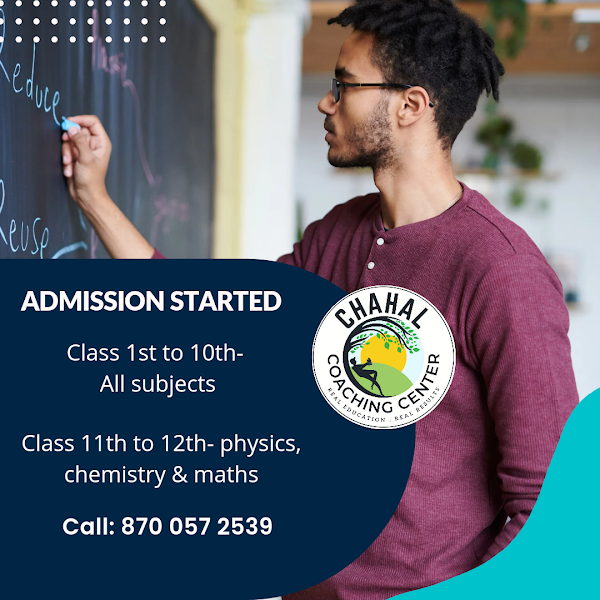 Reduce
Reuse
ADMISSION STARTED
Class 1st to 10th-
All subjects
Class 11th to 12th- physics,
chemistry & maths
Call: 870 057 2539
CHAHAL
COACHING CENTER
REAL EDUCATION . REAL RESULTS